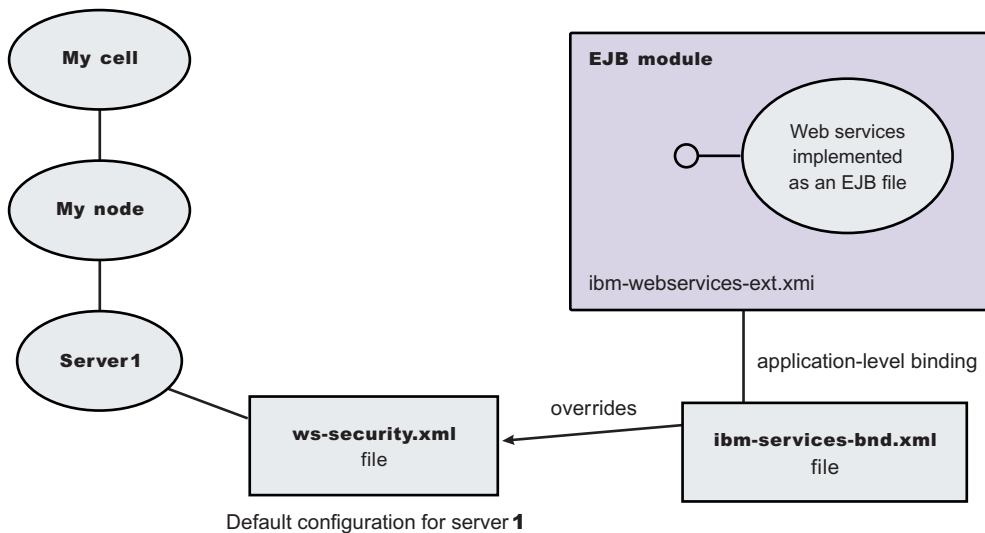 My cell
My node
Server1
ws-security.xml
file
Default configuration for server 1
overrides
EJB module
Web services
implemented
as an EJB file
ibm-webservices-ext.xmi
application-level binding
ibm-services-bnd.xml
file